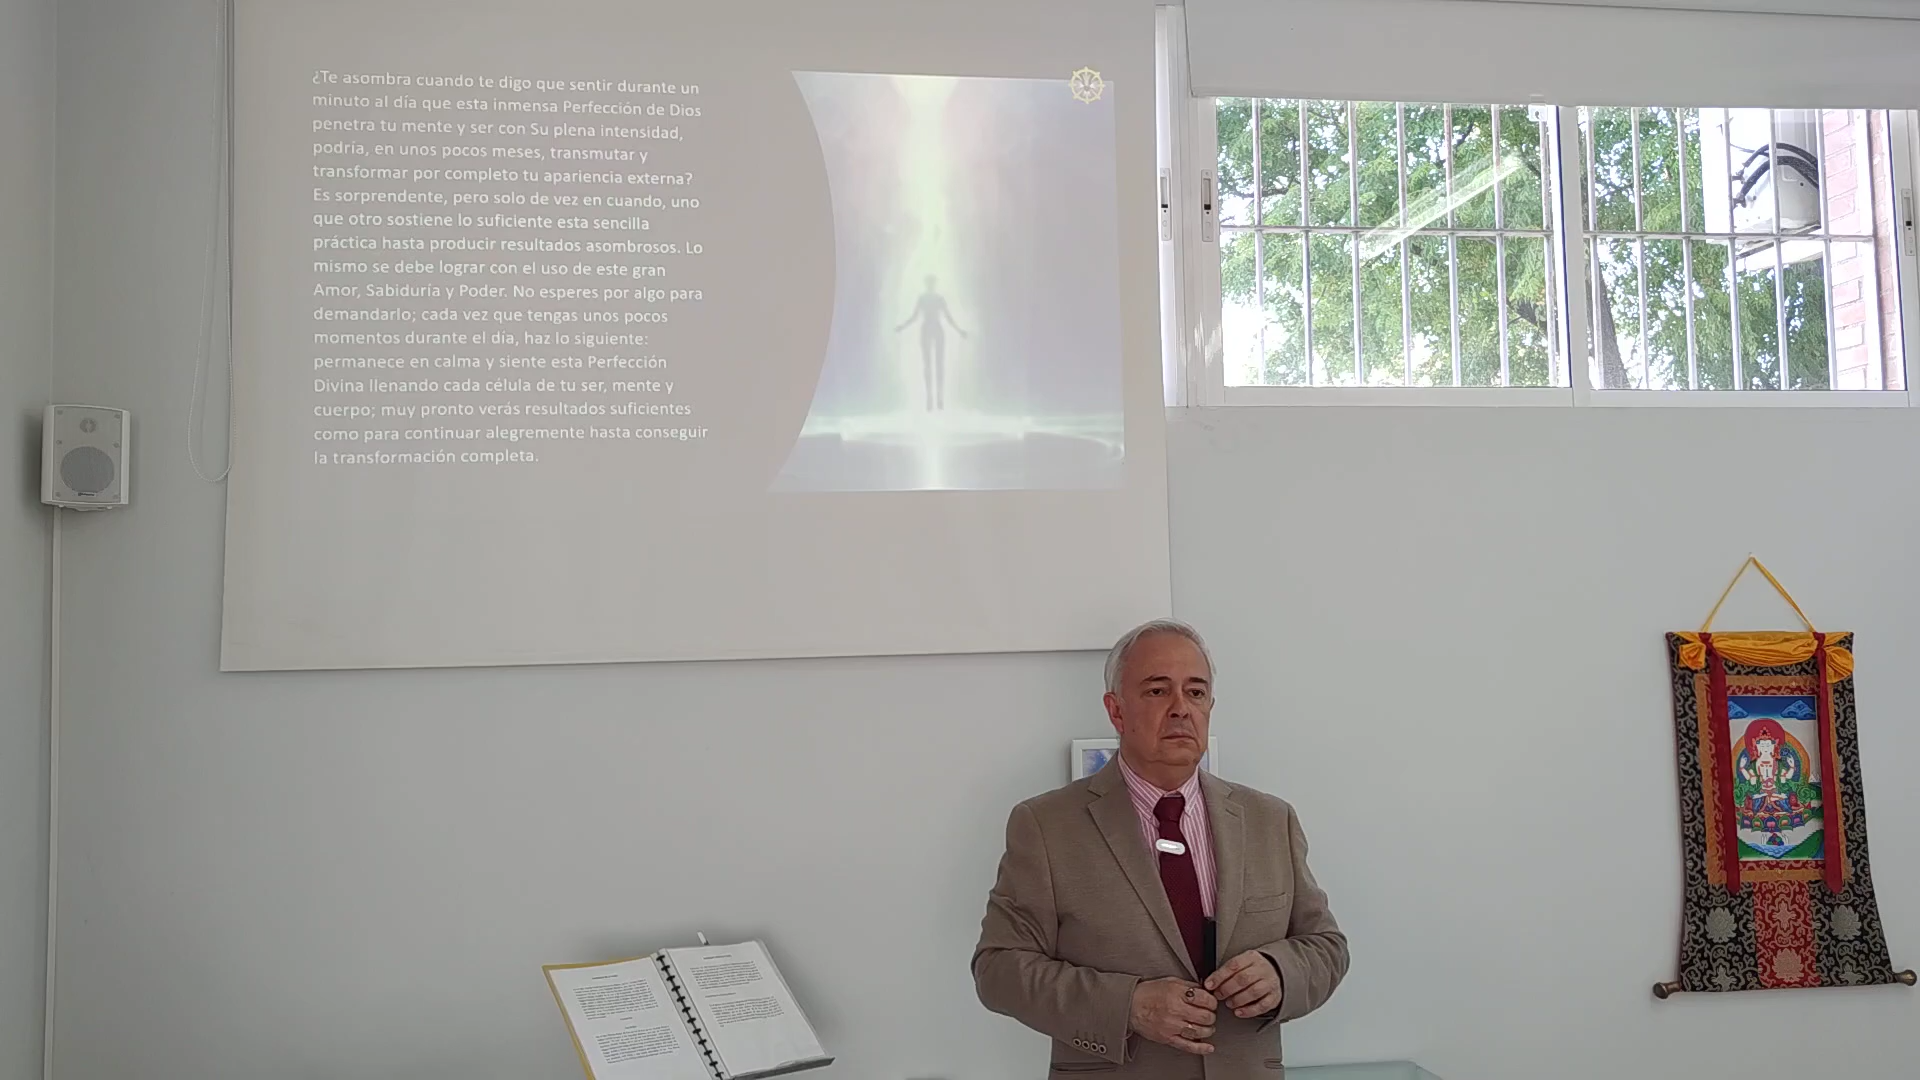 ¿Te asombra cuando te digo que sentir durante un
minuto al día que esta inmensa Perfección de Dios
penetra tu mente y ser con Su plena intensidad,
podría, en unos pocos meses, transmutar y
transformar por completo tu apariencia externa?
Es sorprendente, pero solo de vez en cuando, uno
que otro sostiene lo suficiente esta sencilla
práctica hasta producir resultados asombrosos. Lo
mismo se debe lograr con el uso de este gran
Amor, Sabiduría y Poder. No esperes por algo para
demandarlo; cada vez que tengas unos pocos
momentos durante el día, haz lo siguiente:
permanece en calma y siente esta Perfección
Divina llenando cada célula de tu ser, mente y
cuerpo; muy pronto verás resultados suficientes
como para continuar alegremente hasta conseguir
la transformación completa.